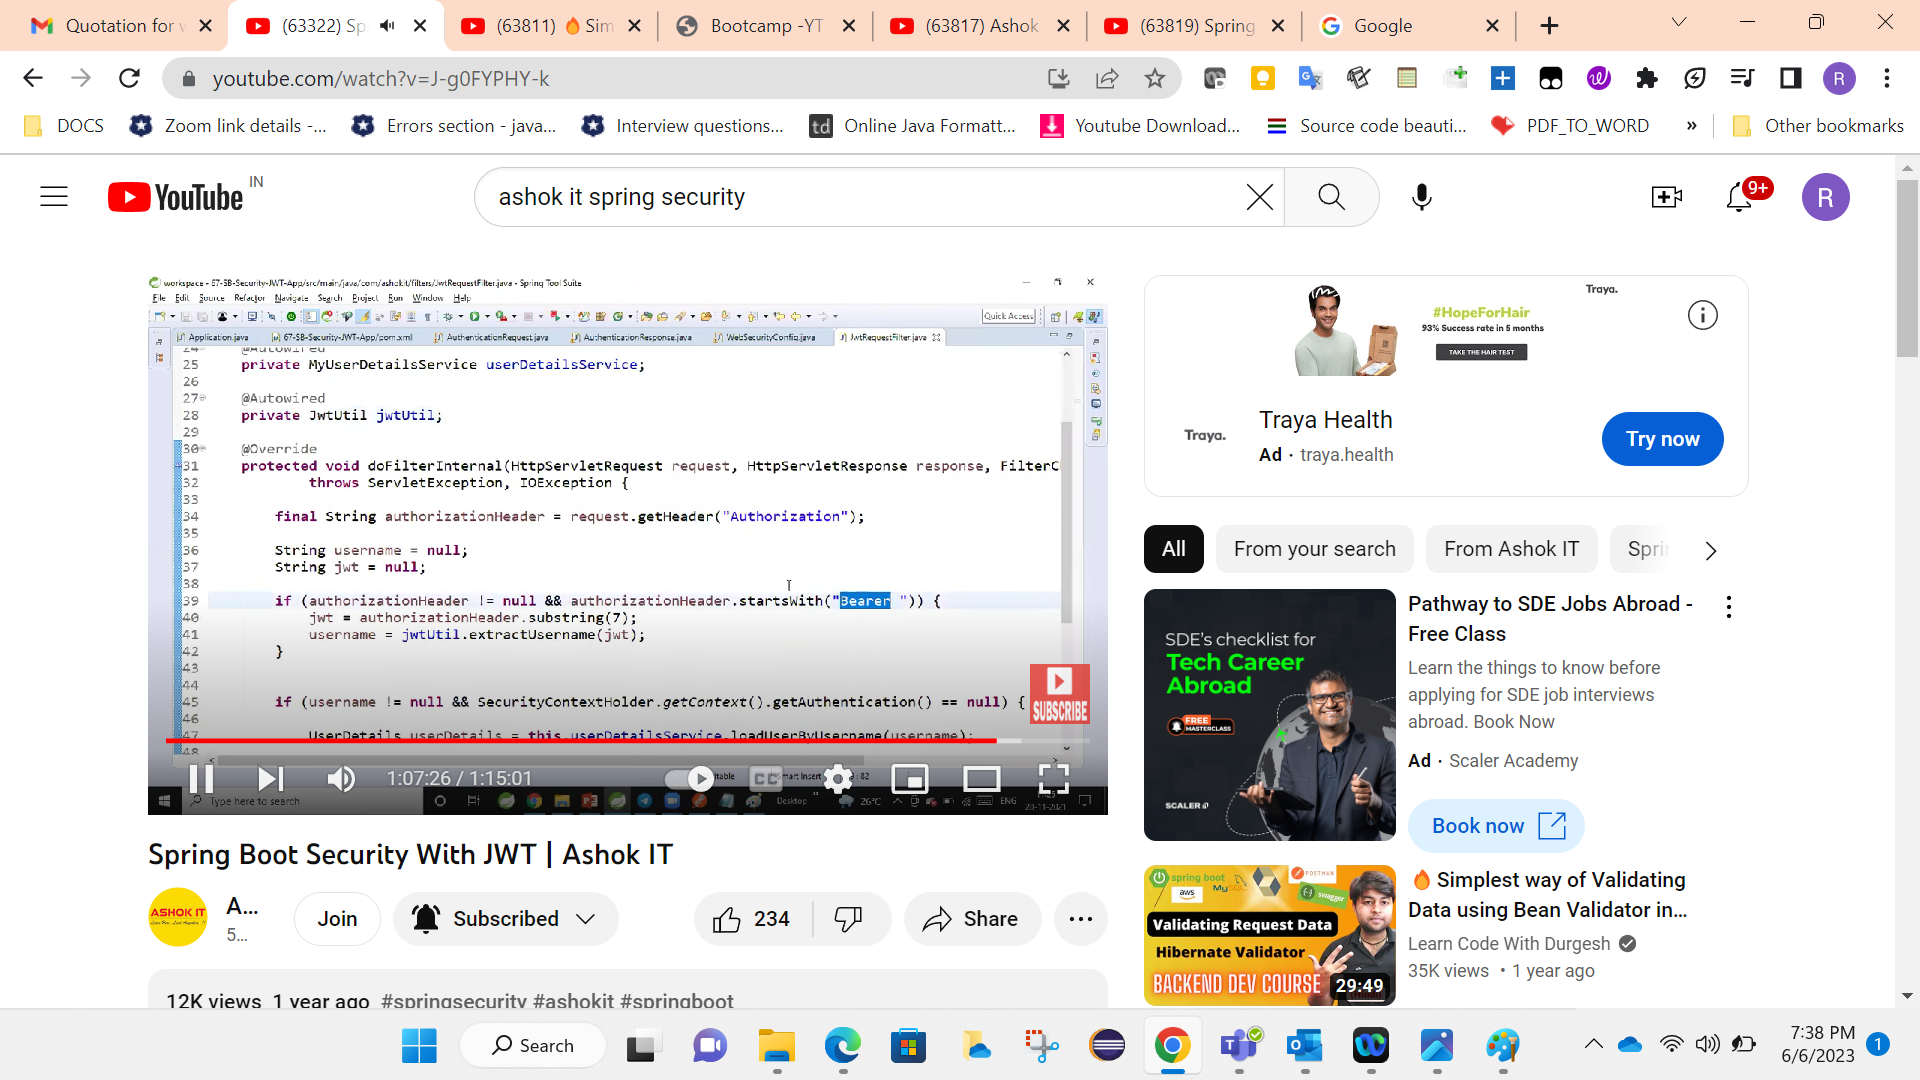 Quotation for w
(63322) Sp
(63811) 🔥 Sim
Bootcamp -YT
(63817) Ashok
(63819) Spring
Google
youtube.com/watch?v=J-g0FYPHY-k
R
DOCS
Zoom link details -...
Errors section - java...
Interview questions...
td
Online Java Formatt...
Youtube Download...
Source code beauti...
PDF_TO_WORD
»
Other bookmarks
YouTube IN
ashok it spring security
9+
R
workspace - 67-SB-Security-JWT-App/src/main/java/com/ashokit/filters/JwtRequestFilter.java - Spring Tool Suite
File Edit Source Refactor Navigate Search Project Run Window Help
Quick Access
Application.java
67-SB-Security-JWT-App/pom.xml
AuthenticationRequest.java
AuthenticationResponse.java
WebSecurityConfig.java
JwtRequestFilter.java
24 @Autowired
25 private MyUserDetailsService userDetailsService;
26
27 @Autowired
28 private JwtUtil jwtUtil;
29
30 @Override
31 protected void doFilterInternal(HttpServletRequest request, HttpServletResponse response, FilterC
32 throws ServletException, IOException {
33
34 final String authorizationHeader = request.getHeader("Authorization");
35
36 String username = null;
37 String jwt = null;
38
39 if (authorizationHeader != null && authorizationHeader.startsWith("Bearer ")) {
40 jwt = authorizationHeader.substring(7);
41 username = jwtUtil.extractUsername(jwt);
42 }
43
44
45 if (username != null && SecurityContextHolder.getContext().getAuthentication() == null) {
46
47 UserDetails userDetails = this.userDetailsService.loadUserByUsername(username);
48
SUBSCRIBE
1:07:26 / 1:15:01
CC
Smart Insert
: 82
Type here to search
Desktop
26°C
ENG
28-11-2021
Spring Boot Security With JWT | Ashok IT
ASHOK IT
A...
5...
Join
Subscribed
234
Share
12K views 1 year ago #springsecurity #ashokit #springboot
Traya.
#HopeForHair
93% Success rate in 5 months
TAKE THE HAIR TEST
Traya.
Traya Health
Ad · traya.health
Try now
All
From your search
From Ashok IT
Sprin
SDE's checklist for
Tech Career
Abroad
FREE
MASTERCLASS
SCALER
Pathway to SDE Jobs Abroad -
Free Class
Learn the things to know before
applying for SDE job interviews
abroad. Book Now
Ad · Scaler Academy
Book now
spring boot
aws
MySQL
POSTMAN
swagger
Validating Request Data
Hibernate Validator
BACKEND DEV COURSE
29:49
🔥 Simplest way of Validating
Data using Bean Validator in...
Learn Code With Durgesh
35K views • 1 year ago
Search
7:38 PM
6/6/2023
1